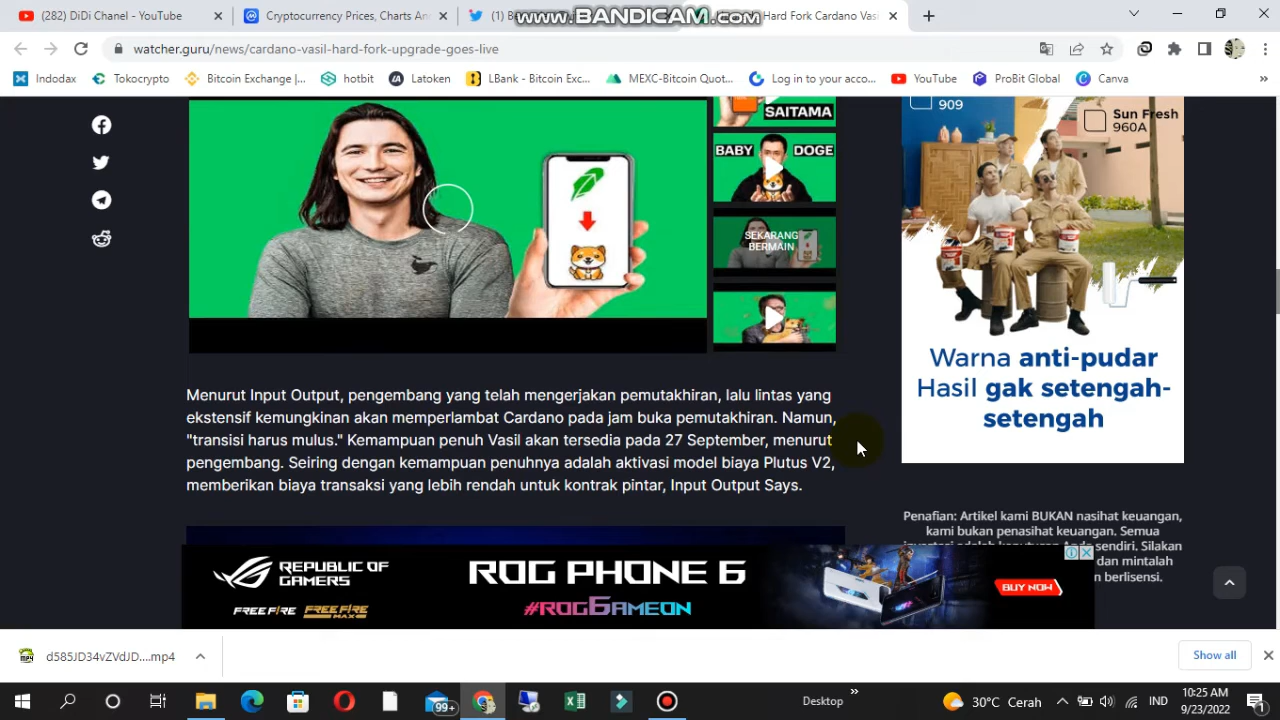 (282) DiDi Chanel - YouTube
Cryptocurrency Prices, Charts An
(1) B
Hard Fork Cardano Vasi
www.BANDICAM.com
watcher.guru/news/cardano-vasil-hard-fork-upgrade-goes-live
Indodax
Tokocrypto
Bitcoin Exchange |...
hotbit
Latoken
LBank - Bitcoin Exc...
MEXC-Bitcoin Quot...
Log in to your acco...
YouTube
ProBit Global
Canva
»
SAITAMA
BABY DOGE
SEKARANG
BERMAIN
909
Sun Fresh
960A
Warna anti-pudar
Hasil gak setengah-
setengah
Menurut Input Output, pengembang yang telah mengerjakan pemutakhiran, lalu lintas yang
ekstensif kemungkinan akan memperlambat Cardano pada jam buka pemutakhiran. Namun,
"transisi harus mulus." Kemampuan penuh Vasil akan tersedia pada 27 September, menurut
pengembang. Seiring dengan kemampuan penuhnya adalah aktivasi model biaya Plutus V2,
memberikan biaya transaksi yang lebih rendah untuk kontrak pintar, Input Output Says.
Penafian: Artikel kami BUKAN nasihat keuangan,
kami bukan penasihat keuangan. Semua
sendiri. Silakan
dan mintalah
n berlisensi.
REPUBLIC OF
GAMERS
FREE FIRE
FREE FIRE
MAX
ROG PHONE 6
#ROG6AMEON
BUY NOW
d585JD34vZVdJD....mp4
Show all
99+
Desktop
»
30°C Cerah
IND
10:25 AM
9/23/2022
1